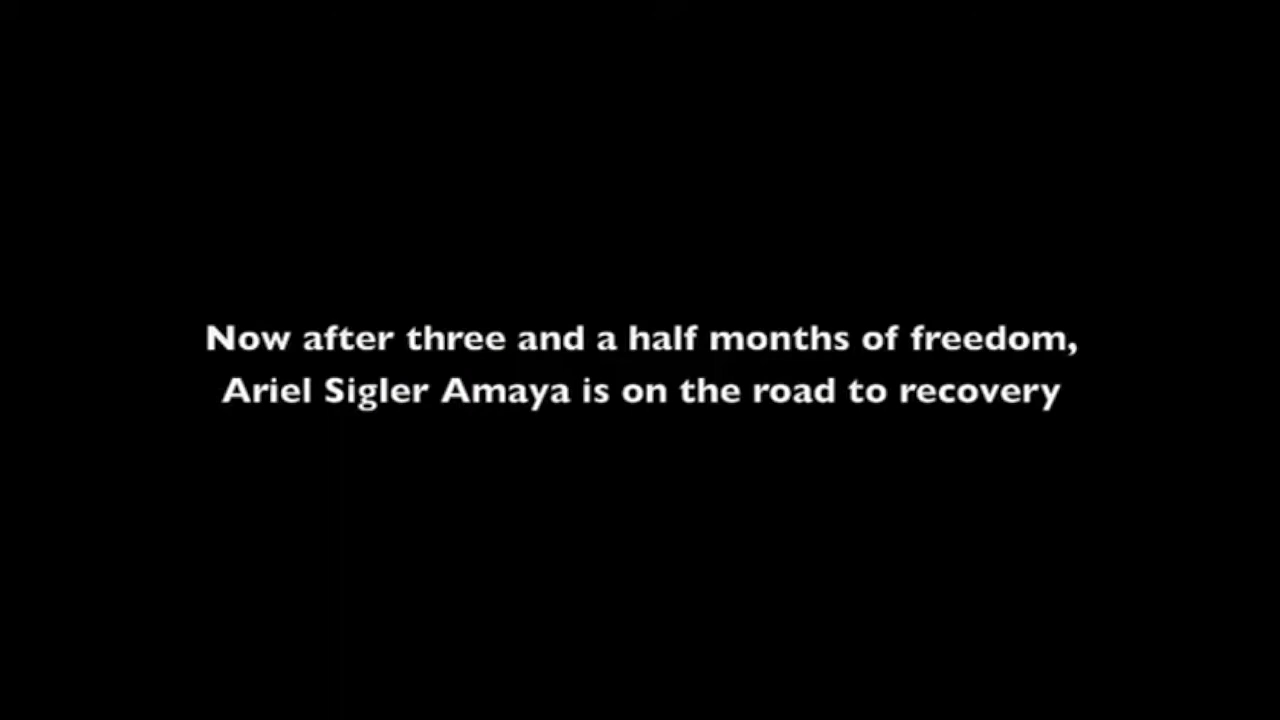 Now after three and a half months of freedom,
Ariel Sigler Amaya is on the road to recovery